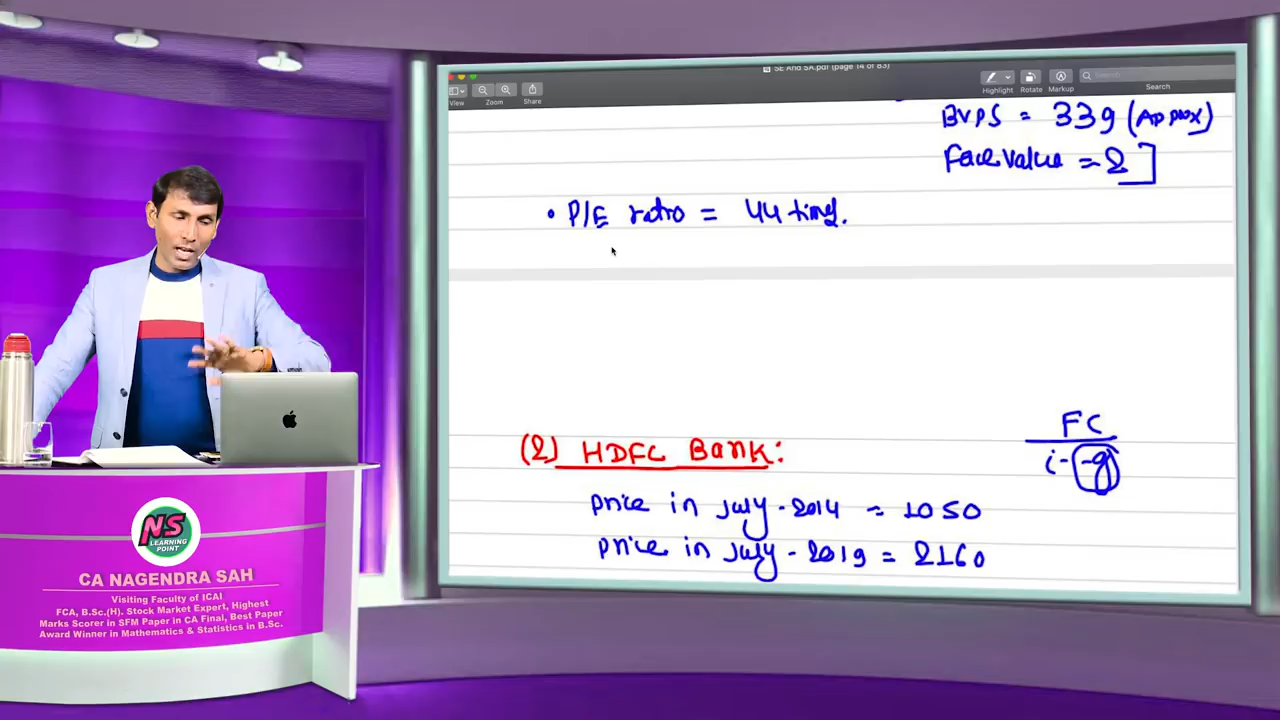 SE And SA.pdf (page 14 of 83)
View
Zoom
Share
Highlight
Rotate
Markup
Search
Search
BVPS = 339 (Approx)
Face Value = 2]
• P/E ratio = 44 times.
FC
i - (-g)
(2) HDFC Bank:
price in july - 2014 = 1050
price in july - 2019 = 2160
NS
LEARNING
POINT
CA NAGENDRA SAH
Visiting Faculty of ICAI
FCA, B.Sc.(H). Stock Market Expert, Highest
Marks Scorer in SFM Paper in CA Final, Best Paper
Award Winner in Mathematics & Statistics in B.Sc.